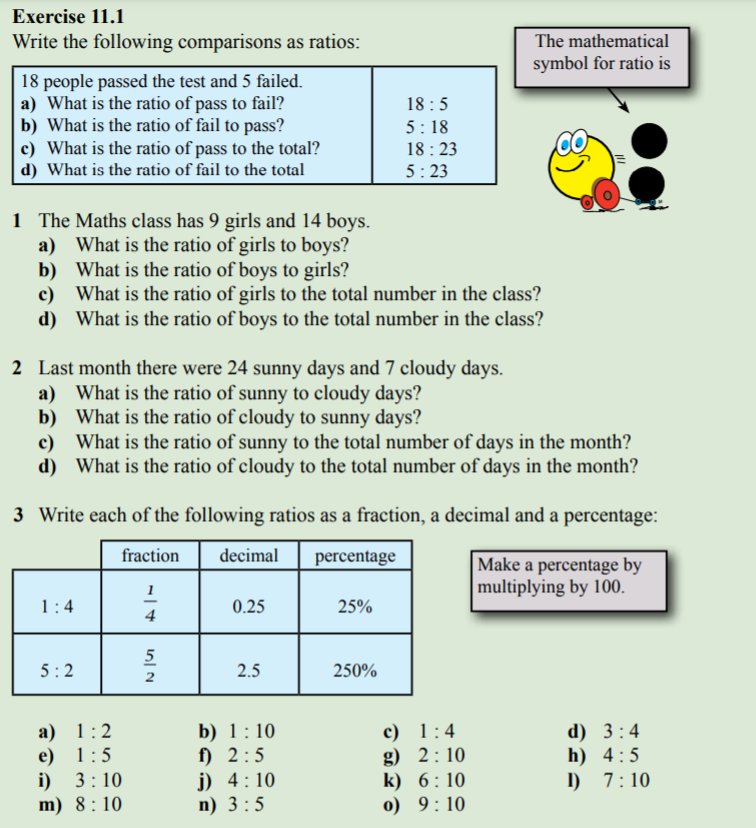 Exercise 11.1
Write the following comparisons as ratios:
The mathematical
symbol for ratio is
18 people passed the test and 5 failed.
a) What is the ratio of pass to fail? 18 : 5
b) What is the ratio of fail to pass? 5 : 18
c) What is the ratio of pass to the total? 18 : 23
d) What is the ratio of fail to the total 5 : 23
1 The Maths class has 9 girls and 14 boys.
a) What is the ratio of girls to boys?
b) What is the ratio of boys to girls?
c) What is the ratio of girls to the total number in the class?
d) What is the ratio of boys to the total number in the class?
2 Last month there were 24 sunny days and 7 cloudy days.
a) What is the ratio of sunny to cloudy days?
b) What is the ratio of cloudy to sunny days?
c) What is the ratio of sunny to the total number of days in the month?
d) What is the ratio of cloudy to the total number of days in the month?
3 Write each of the following ratios as a fraction, a decimal and a percentage:
fraction decimal percentage
1 : 4 1/4 0.25 25%
5 : 2 5/2 2.5 250%
Make a percentage by
multiplying by 100.
a) 1 : 2 b) 1 : 10 c) 1 : 4 d) 3 : 4
e) 1 : 5 f) 2 : 5 g) 2 : 10 h) 4 : 5
i) 3 : 10 j) 4 : 10 k) 6 : 10 l) 7 : 10
m) 8 : 10 n) 3 : 5 o) 9 : 10